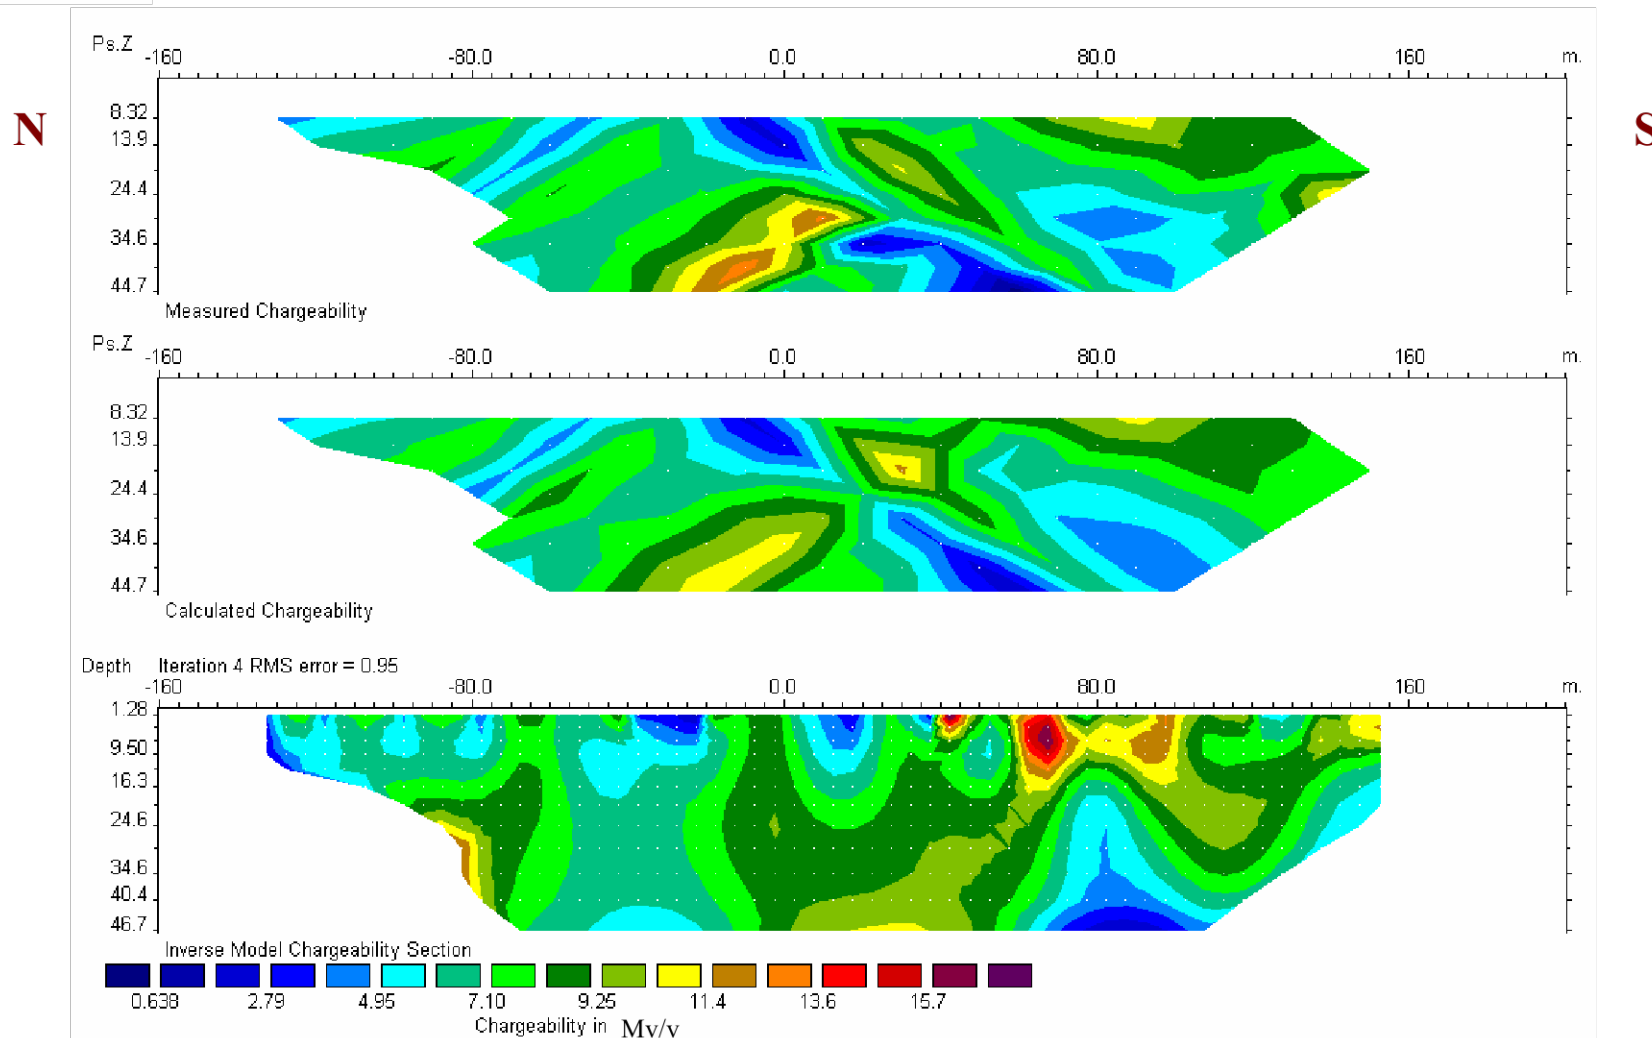 Ps.Z
-160 -80.0 0.0 80.0 160 m.
N S
8.32
13.9
24.4
34.6
44.7
Measured Chargeability
Ps.Z
-160 -80.0 0.0 80.0 160 m.
8.32
13.9
24.4
34.6
44.7
Calculated Chargeability
Depth Iteration 4 RMS error = 0.95
-160 -80.0 0.0 80.0 160 m.
1.28
9.50
16.3
24.6
34.6
40.4
46.7
Inverse Model Chargeability Section
0.638 2.79 4.95 7.10 9.25 11.4 13.6 15.7
Chargeability in Mv/v